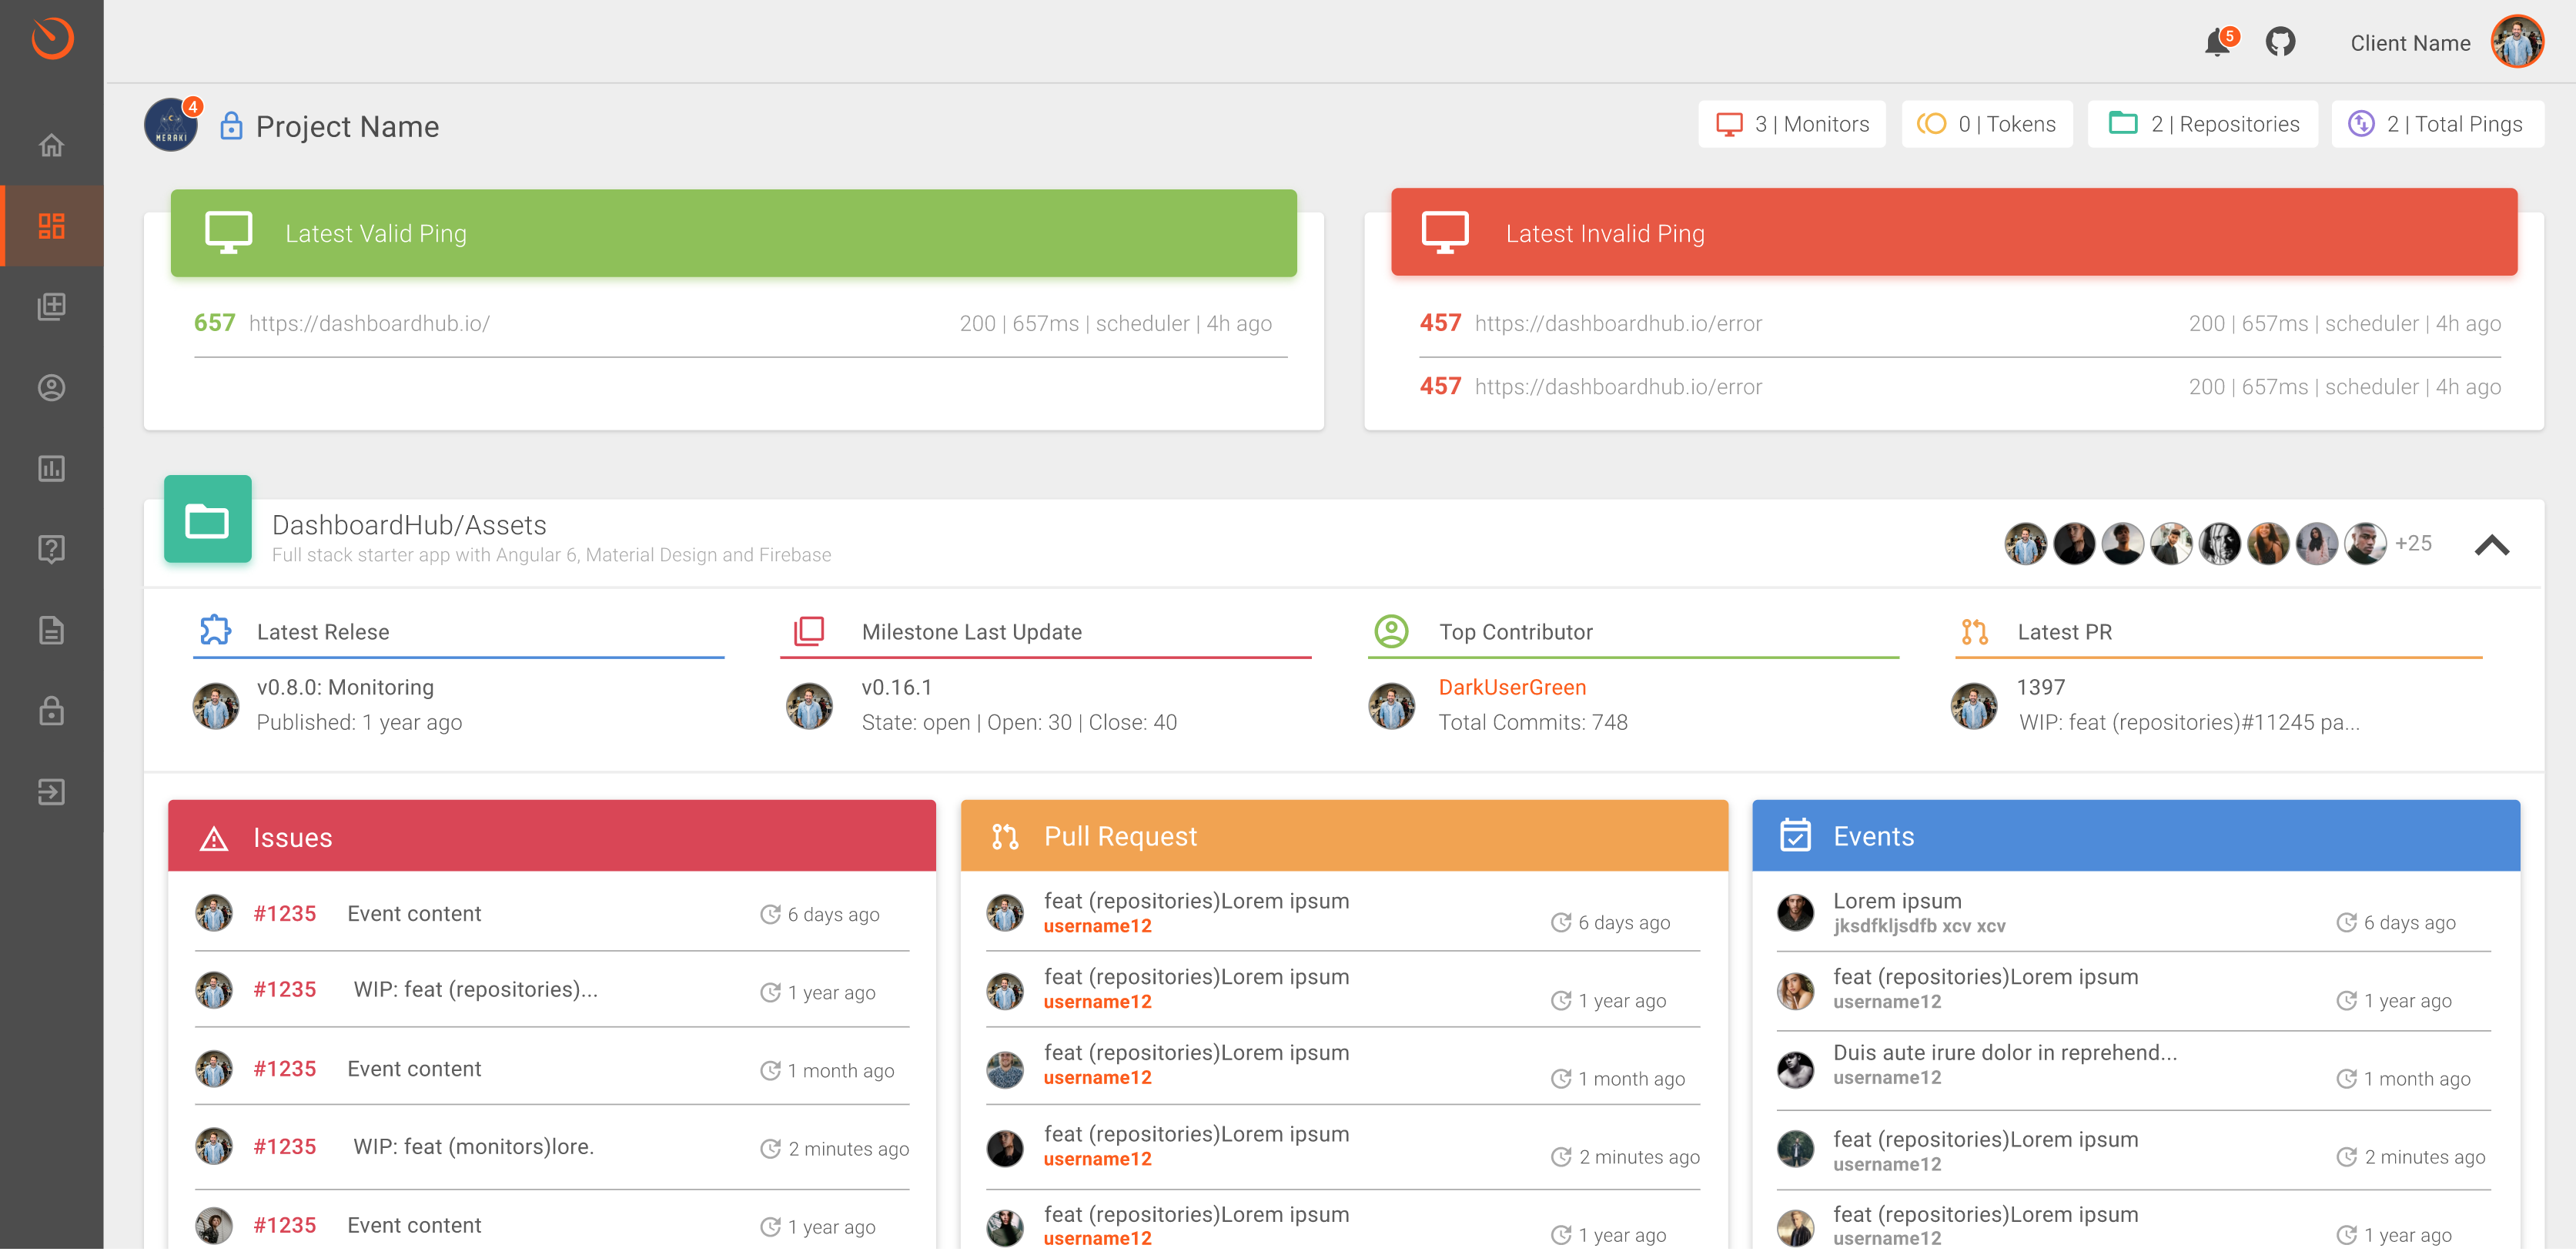 5
Client Name
MERAKI
4
Project Name
3 | Monitors
0 | Tokens
2 | Repositories
2 | Total Pings
Latest Valid Ping
657 https://dashboardhub.io/ 200 | 657ms | scheduler | 4h ago
Latest Invalid Ping
457 https://dashboardhub.io/error 200 | 657ms | scheduler | 4h ago
457 https://dashboardhub.io/error 200 | 657ms | scheduler | 4h ago
DashboardHub/Assets
Full stack starter app with Angular 6, Material Design and Firebase
+25
Latest Relese
v0.8.0: Monitoring
Published: 1 year ago
Milestone Last Update
v0.16.1
State: open | Open: 30 | Close: 40
Top Contributor
DarkUserGreen
Total Commits: 748
Latest PR
1397
WIP: feat (repositories)#11245 pa...
Issues
#1235 Event content 6 days ago
#1235 WIP: feat (repositories)... 1 year ago
#1235 Event content 1 month ago
#1235 WIP: feat (monitors)lore. 2 minutes ago
#1235 Event content 1 year ago
Pull Request
feat (repositories)Lorem ipsum
username12 6 days ago
feat (repositories)Lorem ipsum
username12 1 year ago
feat (repositories)Lorem ipsum
username12 1 month ago
feat (repositories)Lorem ipsum
username12 2 minutes ago
feat (repositories)Lorem ipsum
username12 1 year ago
Events
Lorem ipsum
jksdfkljsdfb xcv xcv 6 days ago
feat (repositories)Lorem ipsum
username12 1 year ago
Duis aute irure dolor in reprehend...
username12 1 month ago
feat (repositories)Lorem ipsum
username12 2 minutes ago
feat (repositories)Lorem ipsum
username12 1 year ago